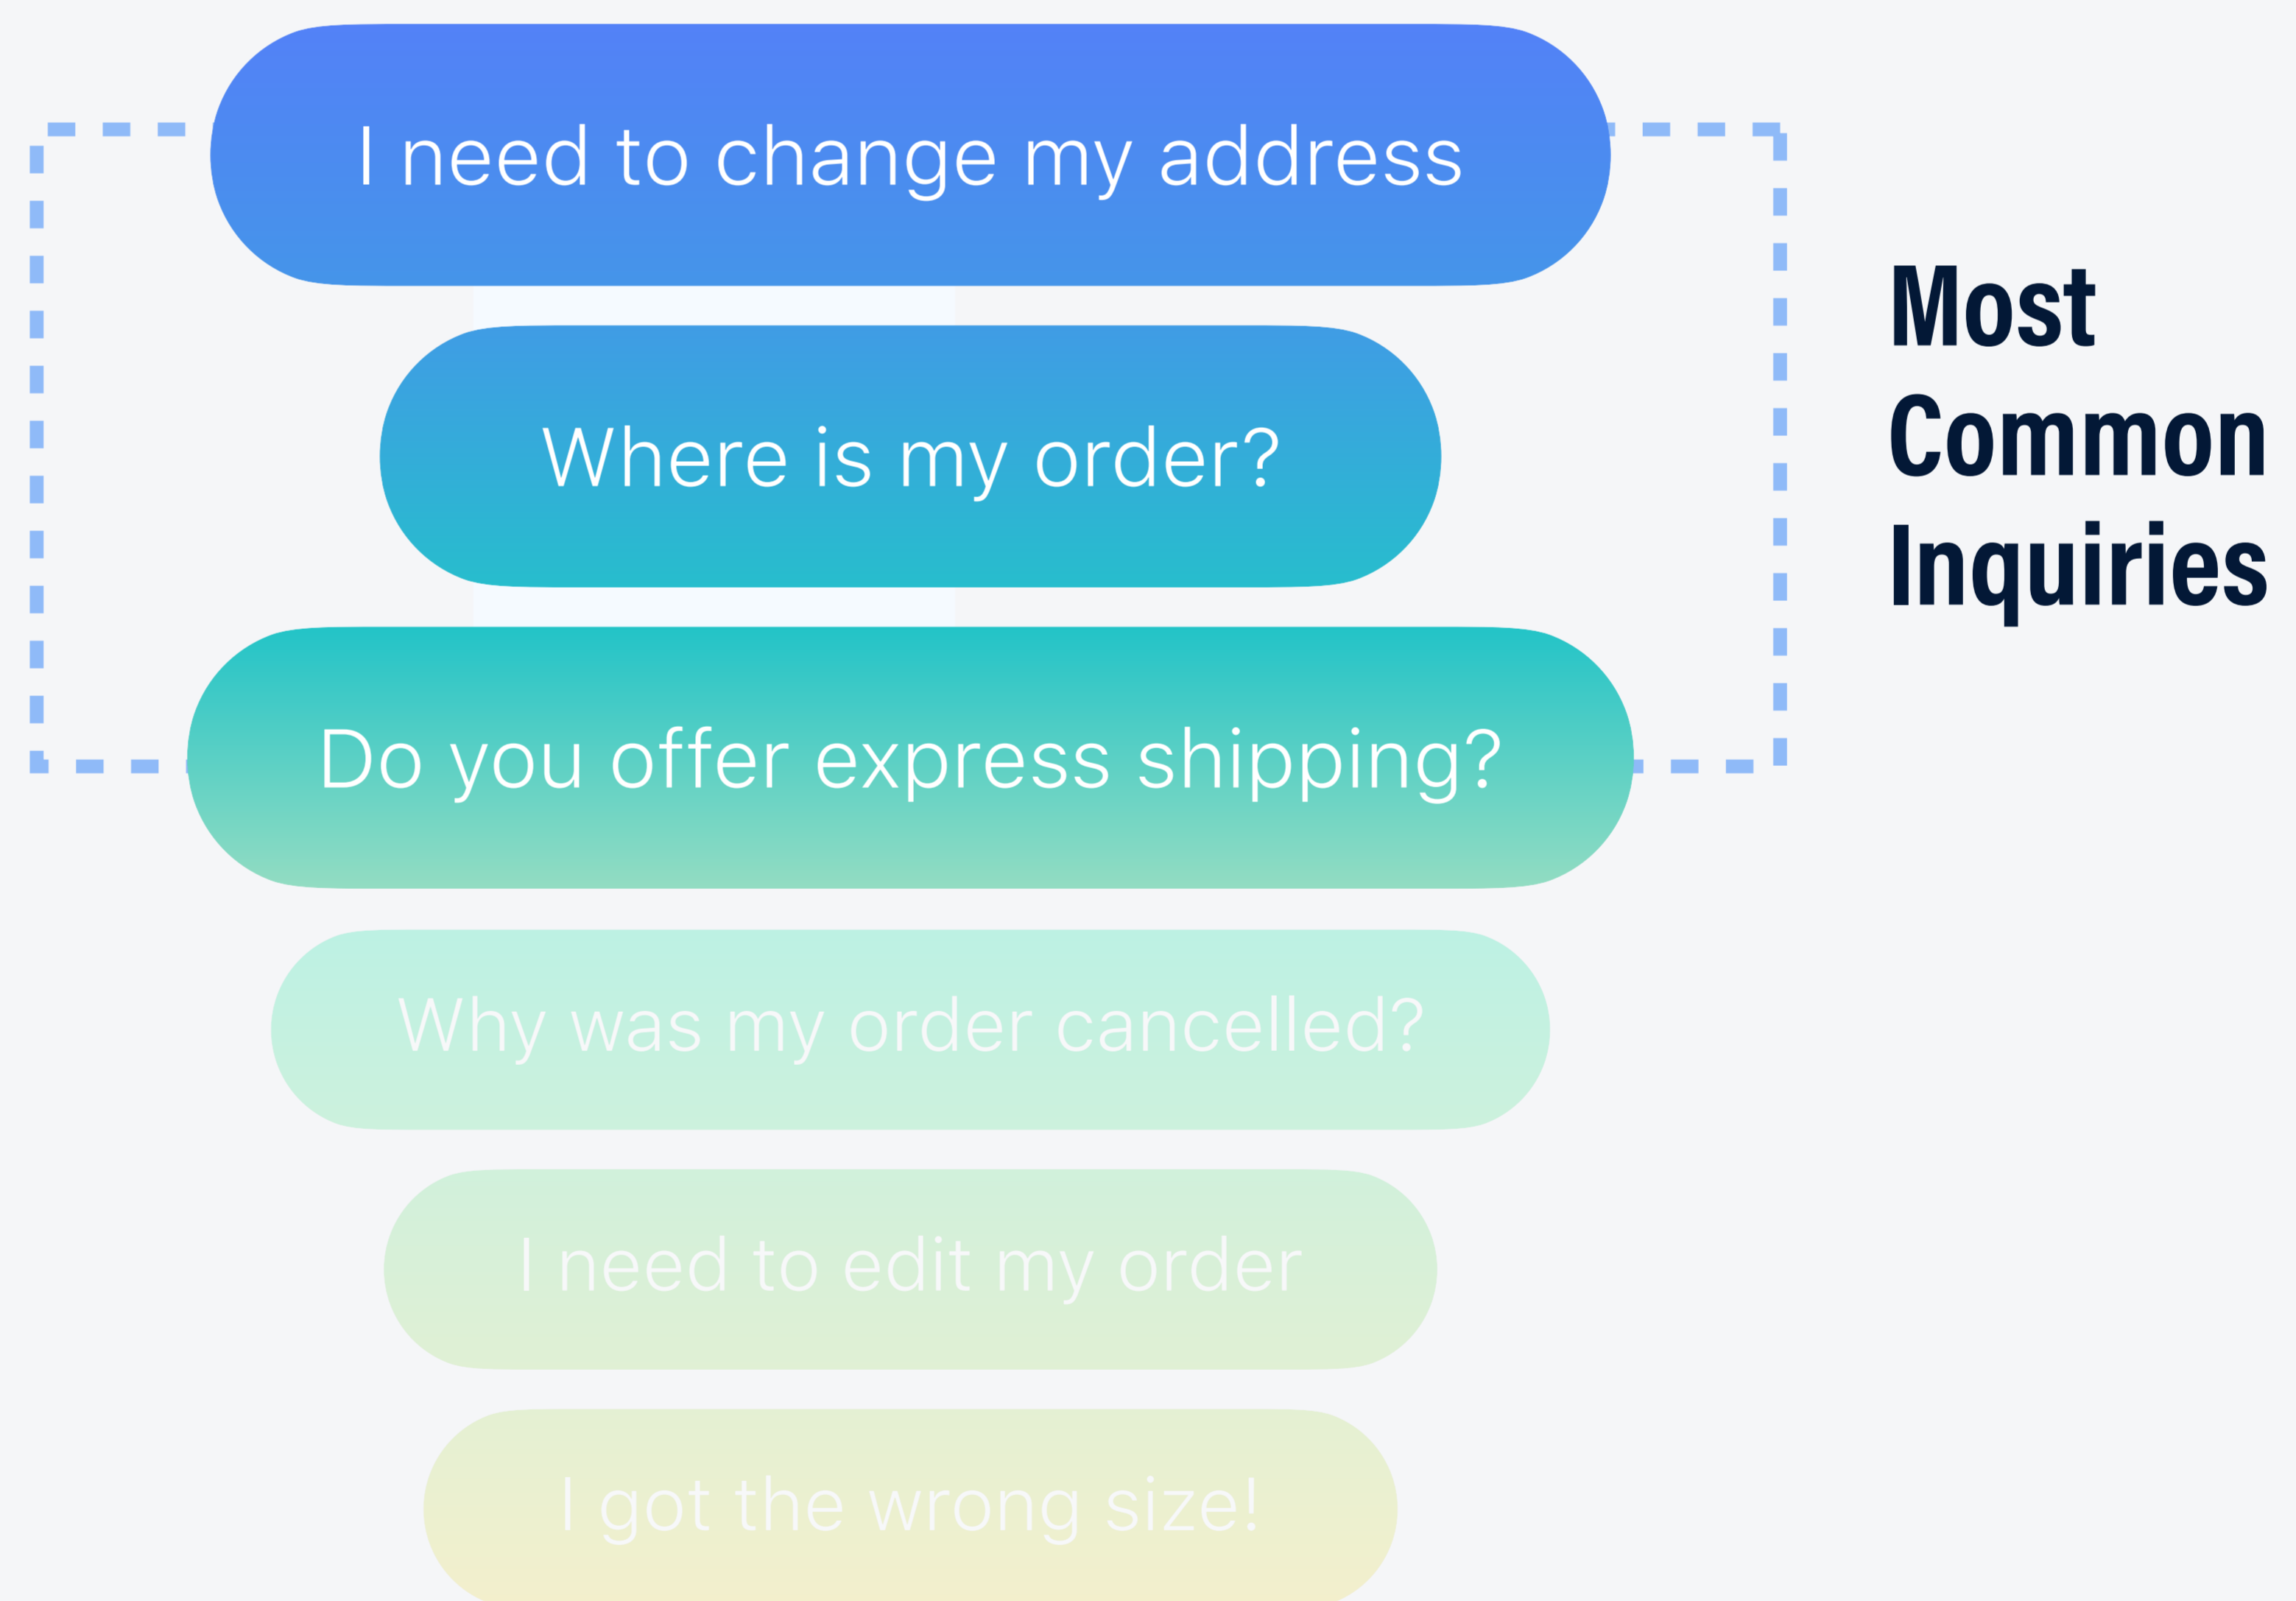 I need to change my address
Where is my order?
Do you offer express shipping?
Why was my order cancelled?
I need to edit my order
I got the wrong size!
Most
Common
Inquiries